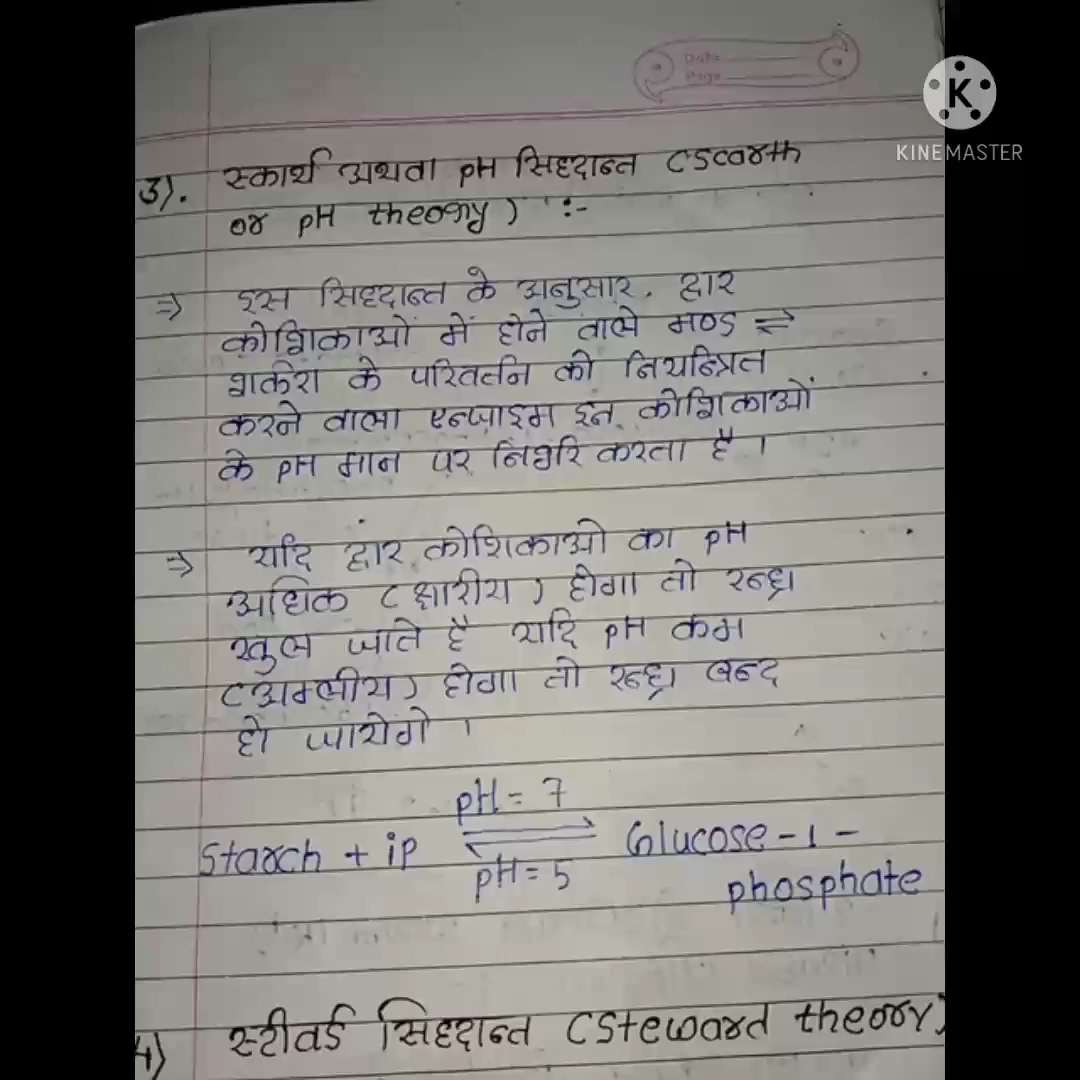 Date
Page
KINEMASTER
3). स्कार्थ अथवा pH सिद्दान्त (Scarth
or pH theory) :-
⇒ इस सिद्दान्त के अनुसार, द्वार
कोशिकाओं में होने वाले मण्ड ⇌
शर्करा के परिवर्तन को नियन्त्रित
करने वाला एन्जाइम इन कोशिकाओं
के pH मान पर निर्भर करता है ।
⇒ यदि द्वार कोशिकाओं का pH
अधिक (क्षारीय) होगा तो रन्ध्र
खुल जाते है यदि pH कम
(अम्लीय) होगा तो रन्ध्र बन्द
हो जायेगे ।
pH = 7
Starch + ip ⇌ Glucose-1-
pH = 5
phosphate
4) स्टीवर्ड सिद्दान्त (Steward theory)